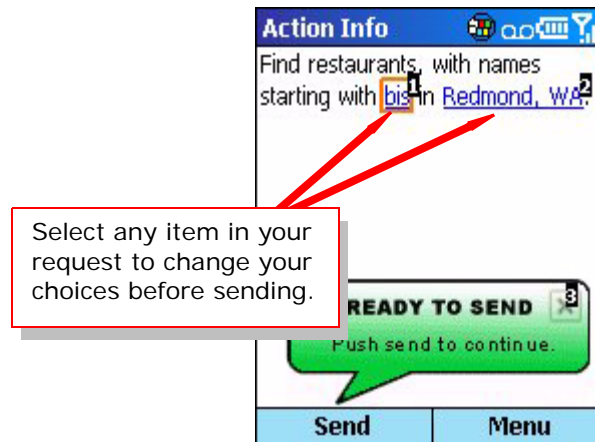 Action Info
Find restaurants, with names
starting with bis 1 in Redmond, WA. 2
Select any item in your
request to change your
choices before sending.
READY TO SEND 3
Push send to continue.
Send Menu